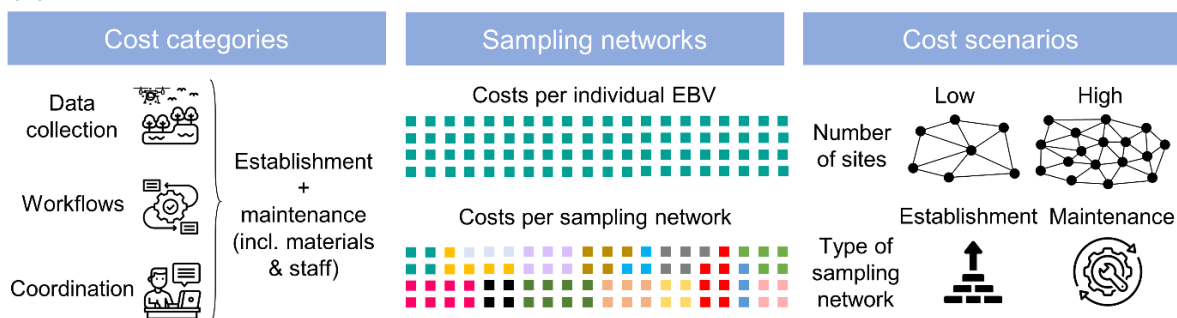 Cost categories
Data
collection
Workflows
Coordination
Establishment
+
maintenance
(incl. materials
& staff)
Sampling networks
Costs per individual EBV
Costs per sampling network
Cost scenarios
Low
High
Number
of sites
Establishment
Maintenance
Type of
sampling
network